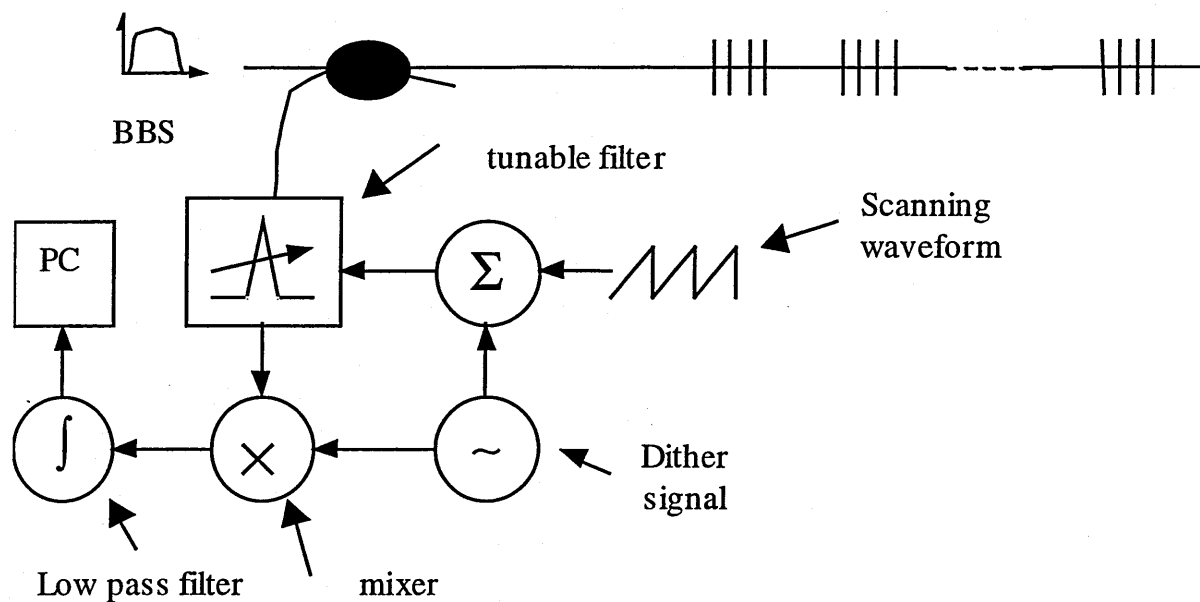 BBS
tunable filter
Scanning
waveform
PC
Σ
∫
×
~
Dither
signal
Low pass filter
mixer